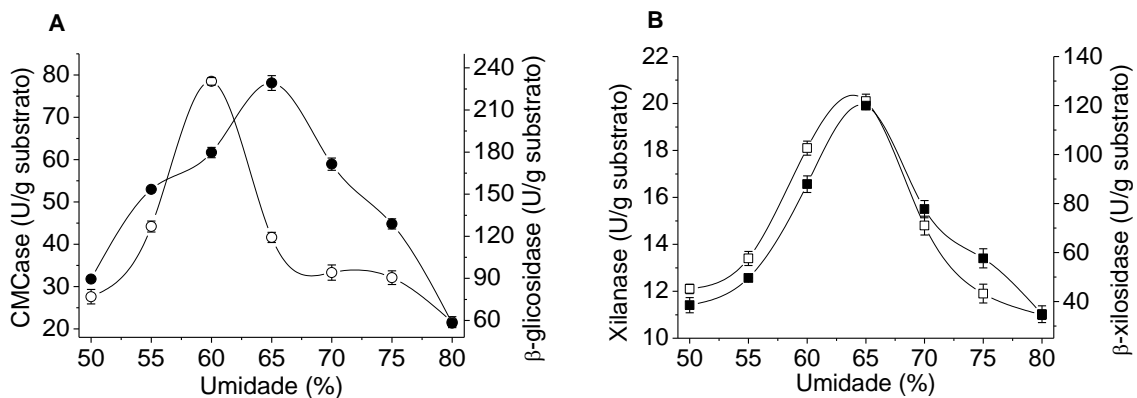 A
CMCase (U/g substrato)
80
70
60
50
40
30
20
240
210
180
150
120
90
60
β-glicosidase (U/g substrato)
50 55 60 65 70 75 80
Umidade (%)
B
Xilanase (U/g substrato)
22
20
18
16
14
12
10
140
120
100
80
60
40
β-xilosidase (U/g substrato)
50 55 60 65 70 75 80
Umidade (%)